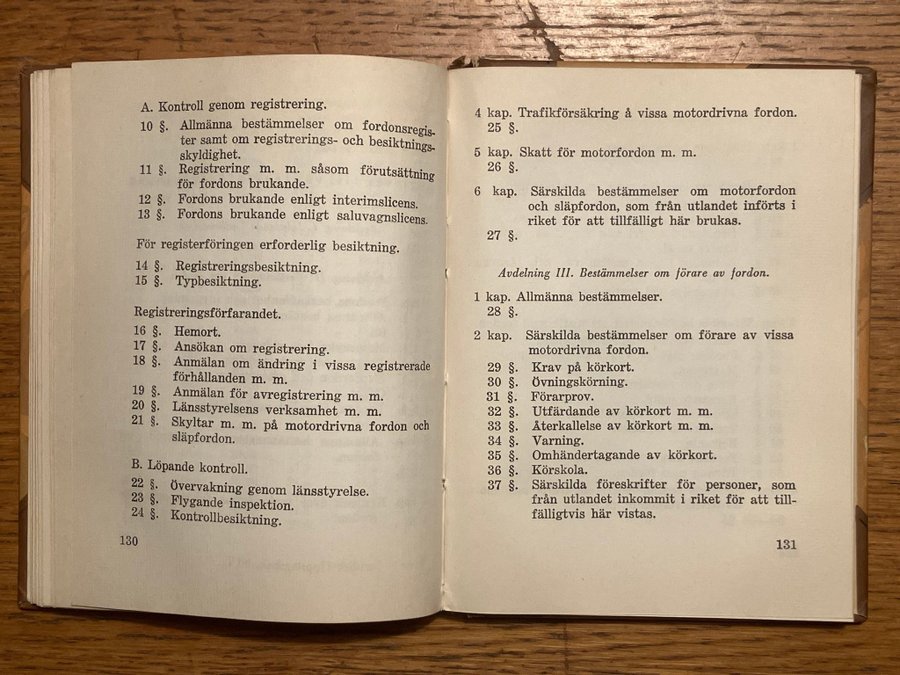 A. Kontroll genom registrering.
10 §. Allmänna bestämmelser om fordonsregis-
ter samt om registrerings- och besiktnings-
skyldighet.
11 §. Registrering m. m. såsom förutsättning
för fordons brukande.
12 §. Fordons brukande enligt interimslicens.
13 §. Fordons brukande enligt saluvagnslicens.
För registerföringen erforderlig besiktning.
14 §. Registreringsbesiktning.
15 §. Typbesiktning.
Registreringsförfarandet.
16 §. Hemort.
17 §. Ansökan om registrering.
18 §. Anmälan om ändring i vissa registrerade
förhållanden m. m.
19 §. Anmälan för avregistrering m. m.
20 §. Länsstyrelsens verksamhet m. m.
21 §. Skyltar m. m. på motordrivna fordon och
släpfordon.
B. Löpande kontroll.
22 §. Övervakning genom länsstyrelse.
23 §. Flygande inspektion.
24 §. Kontrollbesiktning.
130
4 kap. Trafikförsäkring å vissa motordrivna fordon.
25 §.
5 kap. Skatt för motorfordon m. m.
26 §.
6 kap. Särskilda bestämmelser om motorfordon
och släpfordon, som från utlandet införts i
riket för att tillfälligt här brukas.
27 §.
Avdelning III. Bestämmelser om förare av fordon.
1 kap. Allmänna bestämmelser.
28 §.
2 kap. Särskilda bestämmelser om förare av vissa
motordrivna fordon.
29 §. Krav på körkort.
30 §. Övningskörning.
31 §. Förarprov.
32 §. Utfärdande av körkort m. m.
33 §. Återkallelse av körkort m. m.
34 §. Varning.
35 §. Omhändertagande av körkort.
36 §. Körskola.
37 §. Särskilda föreskrifter för personer, som
från utlandet inkommit i riket för att till-
fälligtvis här vistas.
131